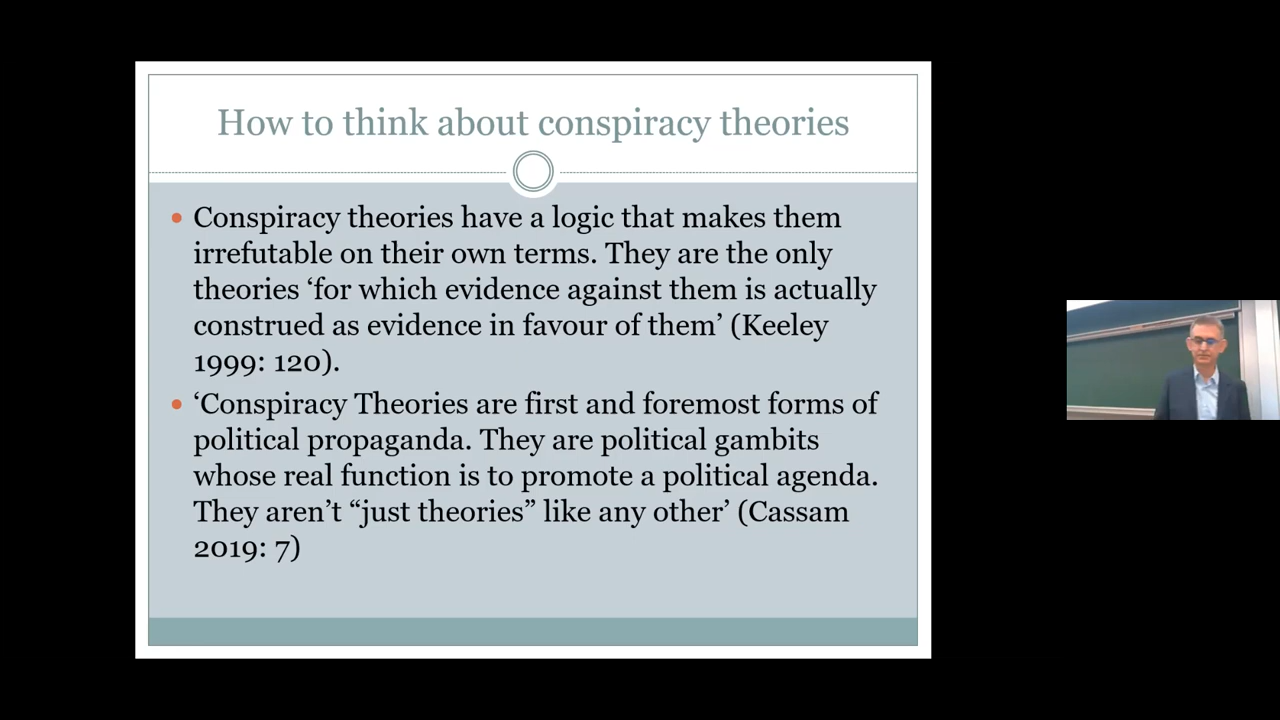 How to think about conspiracy theories
• Conspiracy theories have a logic that makes them
irrefutable on their own terms. They are the only
theories ‘for which evidence against them is actually
construed as evidence in favour of them’ (Keeley
1999: 120).
• ‘Conspiracy Theories are first and foremost forms of
political propaganda. They are political gambits
whose real function is to promote a political agenda.
They aren’t “just theories” like any other’ (Cassam
2019: 7)